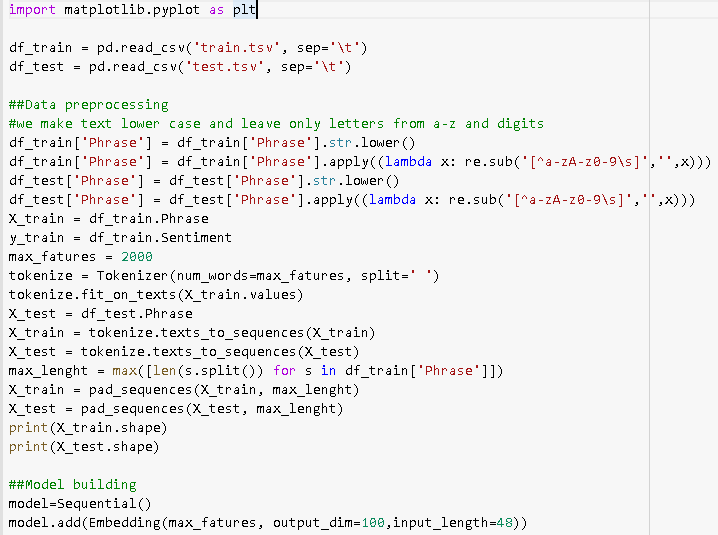 import matplotlib.pyplot as plt
df_train = pd.read_csv('train.tsv', sep='\t')
df_test = pd.read_csv('test.tsv', sep='\t')
##Data preprocessing
#we make text lower case and leave only letters from a-z and digits
df_train['Phrase'] = df_train['Phrase'].str.lower()
df_train['Phrase'] = df_train['Phrase'].apply((lambda x: re.sub('[^a-zA-z0-9\s]','',x)))
df_test['Phrase'] = df_test['Phrase'].str.lower()
df_test['Phrase'] = df_test['Phrase'].apply((lambda x: re.sub('[^a-zA-z0-9\s]','',x)))
X_train = df_train.Phrase
y_train = df_train.Sentiment
max_fatures = 2000
tokenize = Tokenizer(num_words=max_fatures, split=' ')
tokenize.fit_on_texts(X_train.values)
X_test = df_test.Phrase
X_train = tokenize.texts_to_sequences(X_train)
X_test = tokenize.texts_to_sequences(X_test)
max_lenght = max([len(s.split()) for s in df_train['Phrase']])
X_train = pad_sequences(X_train, max_lenght)
X_test = pad_sequences(X_test, max_lenght)
print(X_train.shape)
print(X_test.shape)
##Model building
model=Sequential()
model.add(Embedding(max_fatures, output_dim=100,input_length=48))